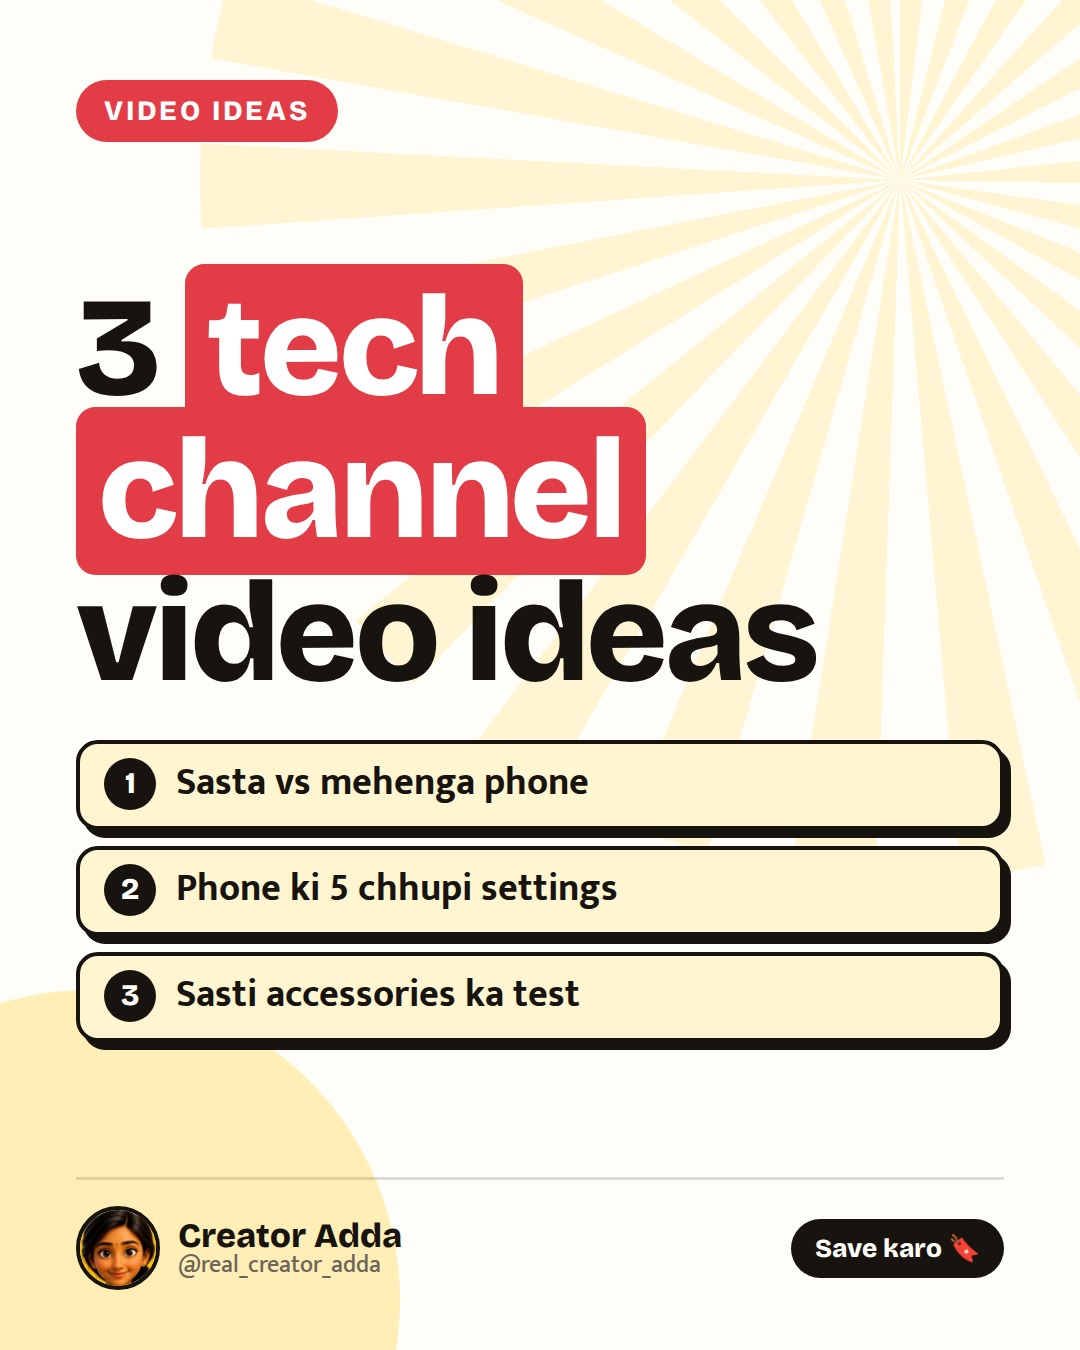 VIDEO IDEAS
3 tech
channel
video ideas
1 Sasta vs mehenga phone
2 Phone ki 5 chhupi settings
3 Sasti accessories ka test
Creator Adda
@real_creator_adda
Save karo 🔖